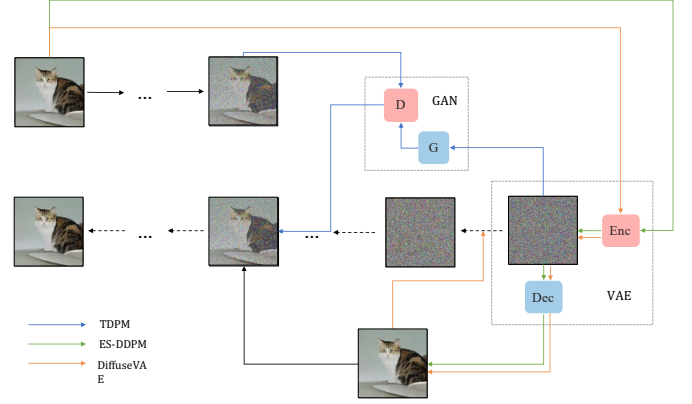 ...
D
GAN
G
...
...
Enc
Dec
VAE
TDPM
ES-DDPM
DiffuseVA
E